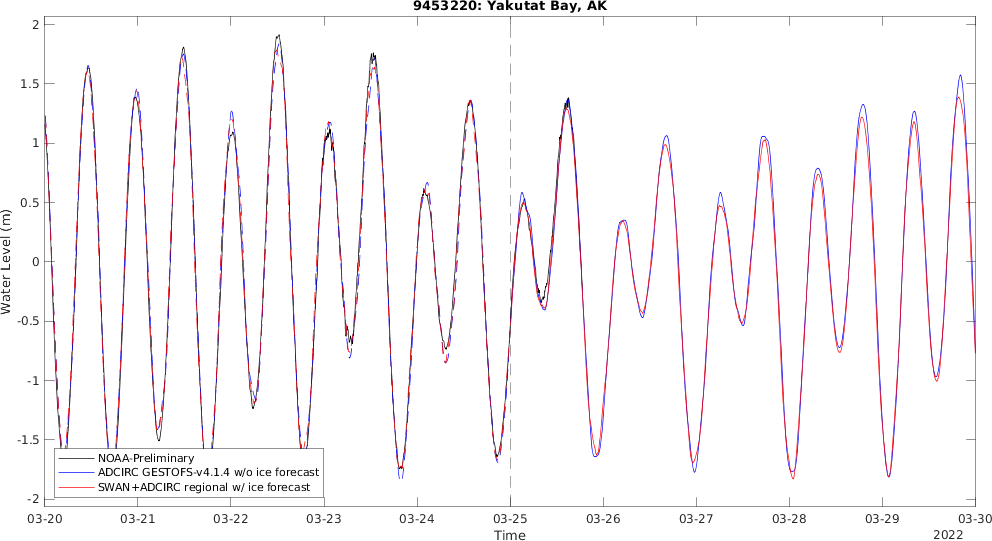 9453220: Yakutat Bay, AK
2
1.5
1
0.5
0
-0.5
-1
-1.5
-2
Water Level (m)
NOAA-Preliminary
ADCIRC GESTOFS-v4.1.4 w/o ice forecast
SWAN+ADCIRC regional w/ ice forecast
03-20 03-21 03-22 03-23 03-24 03-25 03-26 03-27 03-28 03-29 03-30
Time
2022